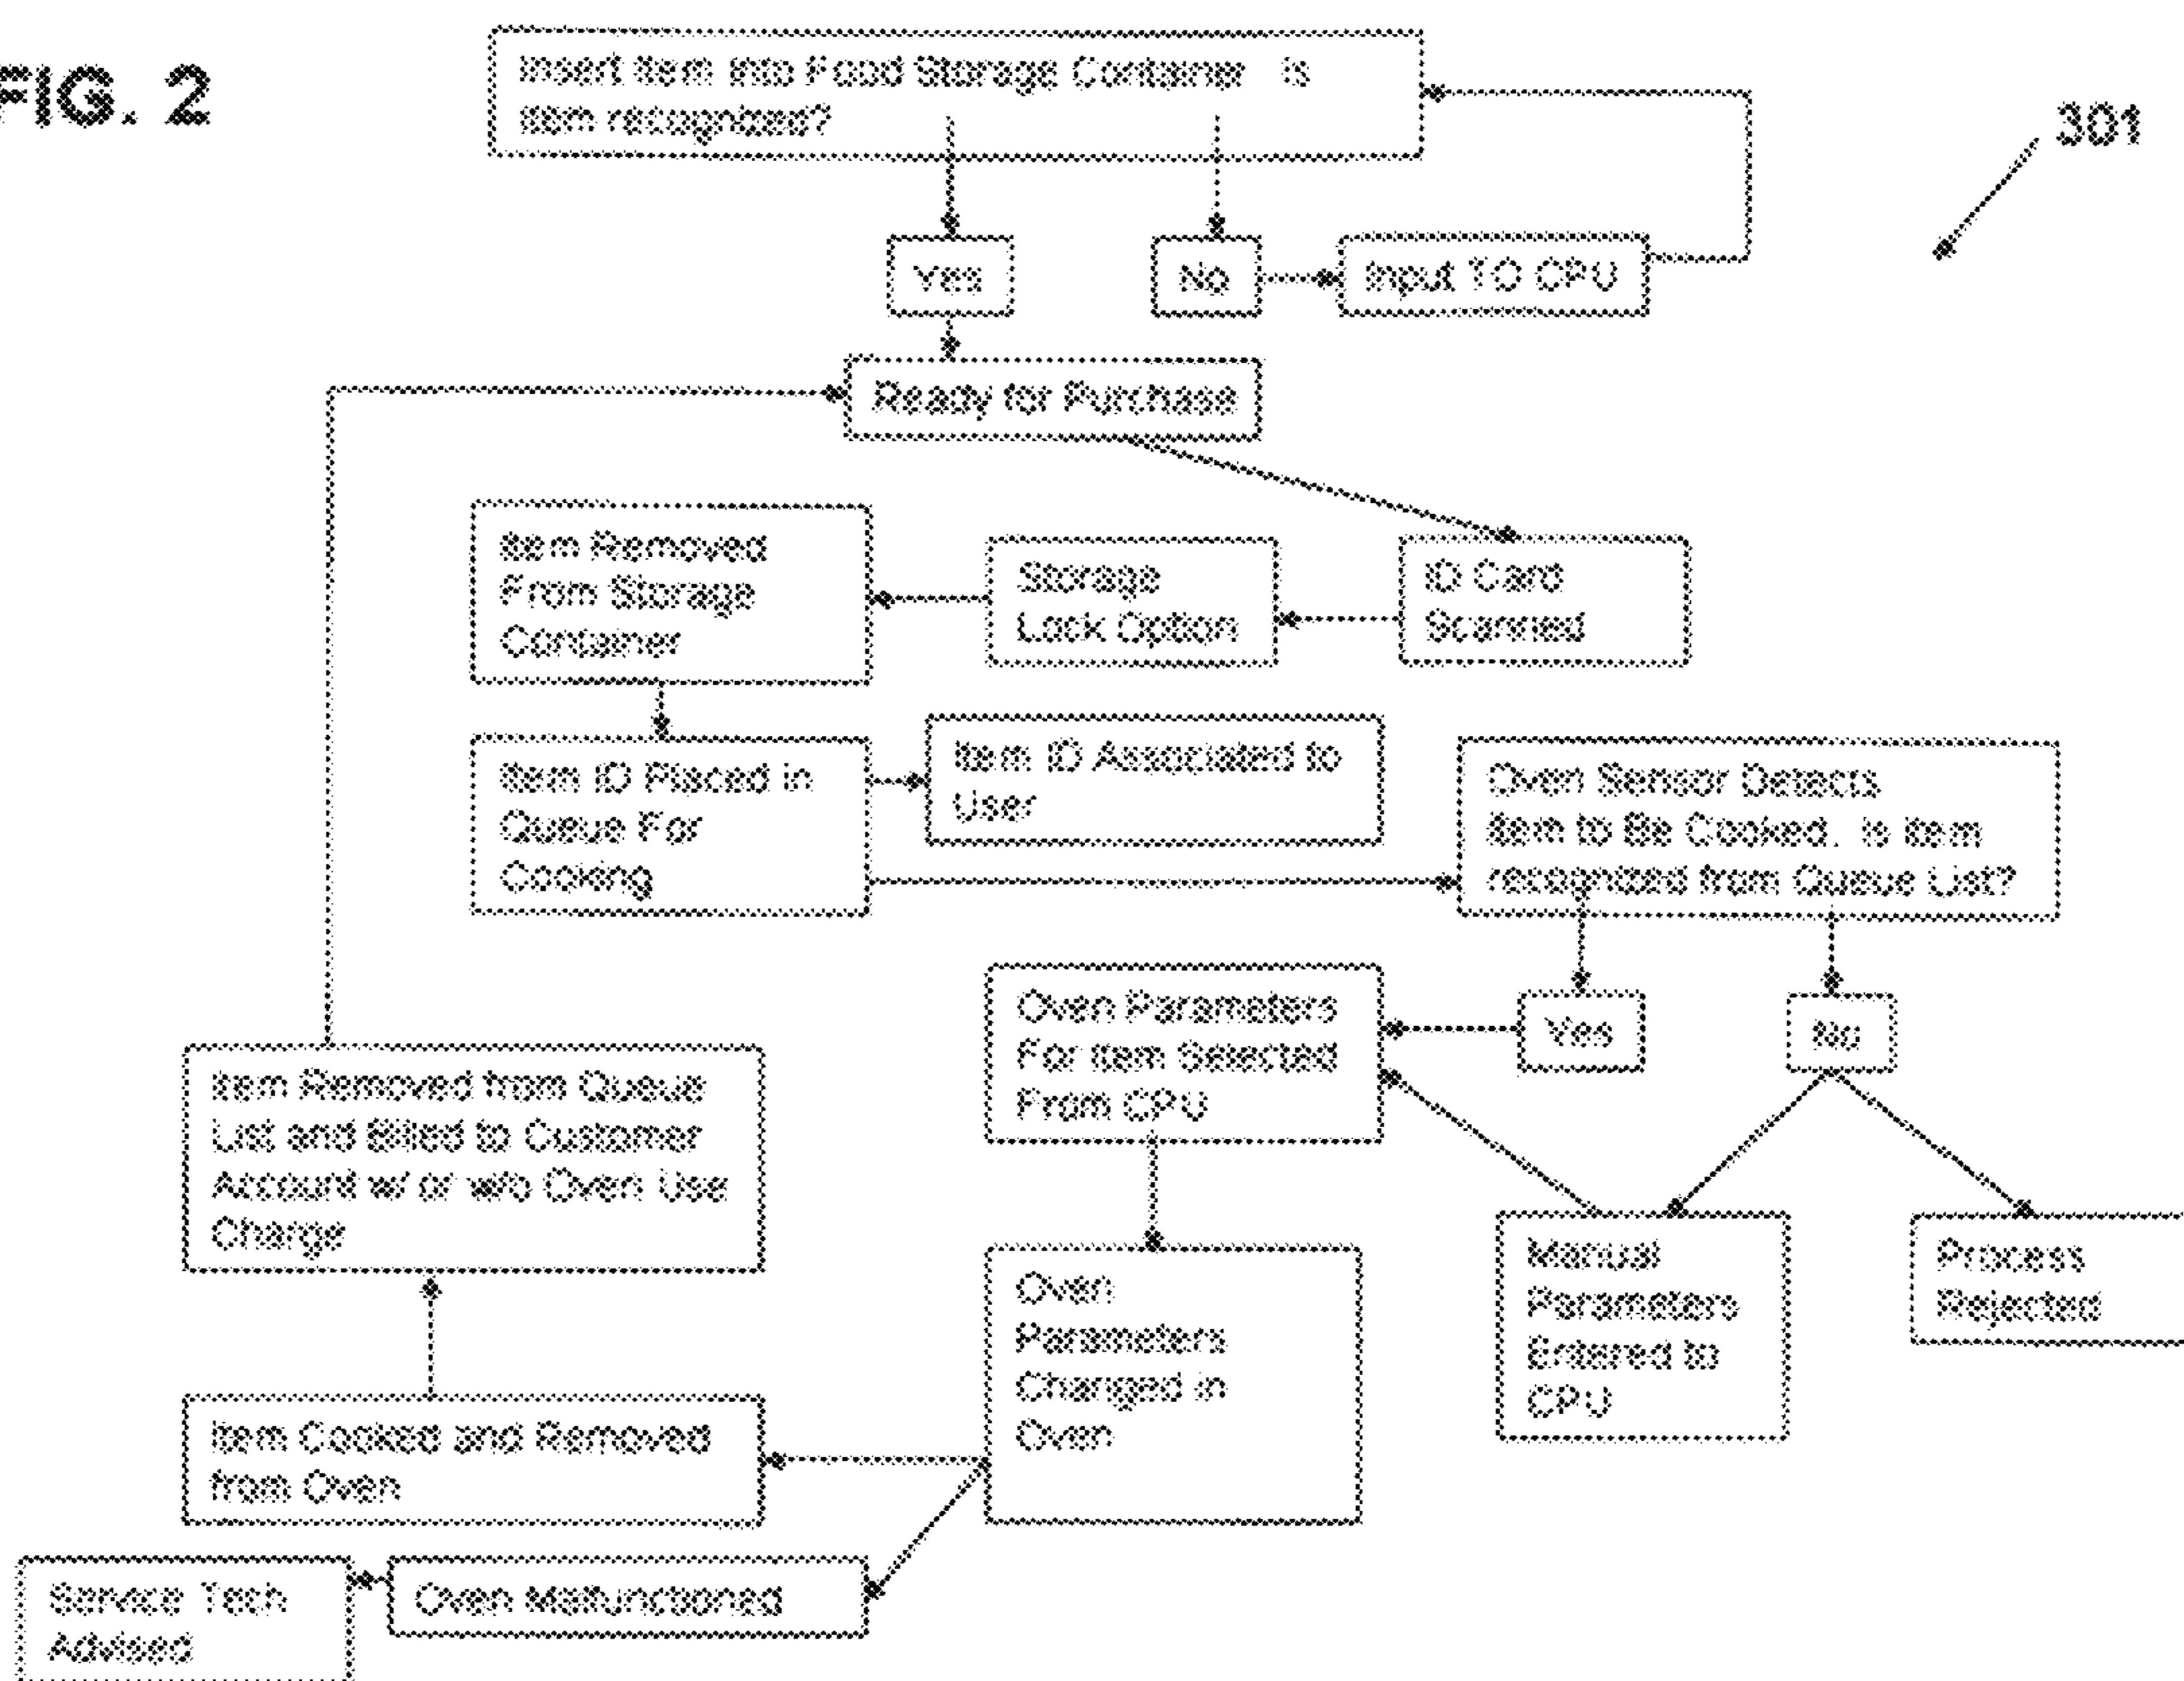 FIG. 2
Insert Item Into Food Storage Container Is
Item recognized?
301
Yes
No
Input TO CPU
Ready for Purchase
Item Removed
From Storage
Container
Storage
Lock Option
ID Card
Scanned
Item ID Placed in
Queue For
Cooking
Item ID Associated to
User
Oven Sensor Detects
Item to Be Cooked. Is Item
recognized from Queue List?
Oven Parameters
For Item Selected
From CPU
Yes
No
Item Removed from Queue
List and Billed to Customer
Account w/ or w/o Oven Use
Charge
Oven
Parameters
Changed in
Oven
Manual
Parameters
Entered to
CPU
Process
Rejected
Item Cooked and Removed
from Oven
Service Tech
Advised
Oven Malfunctioned